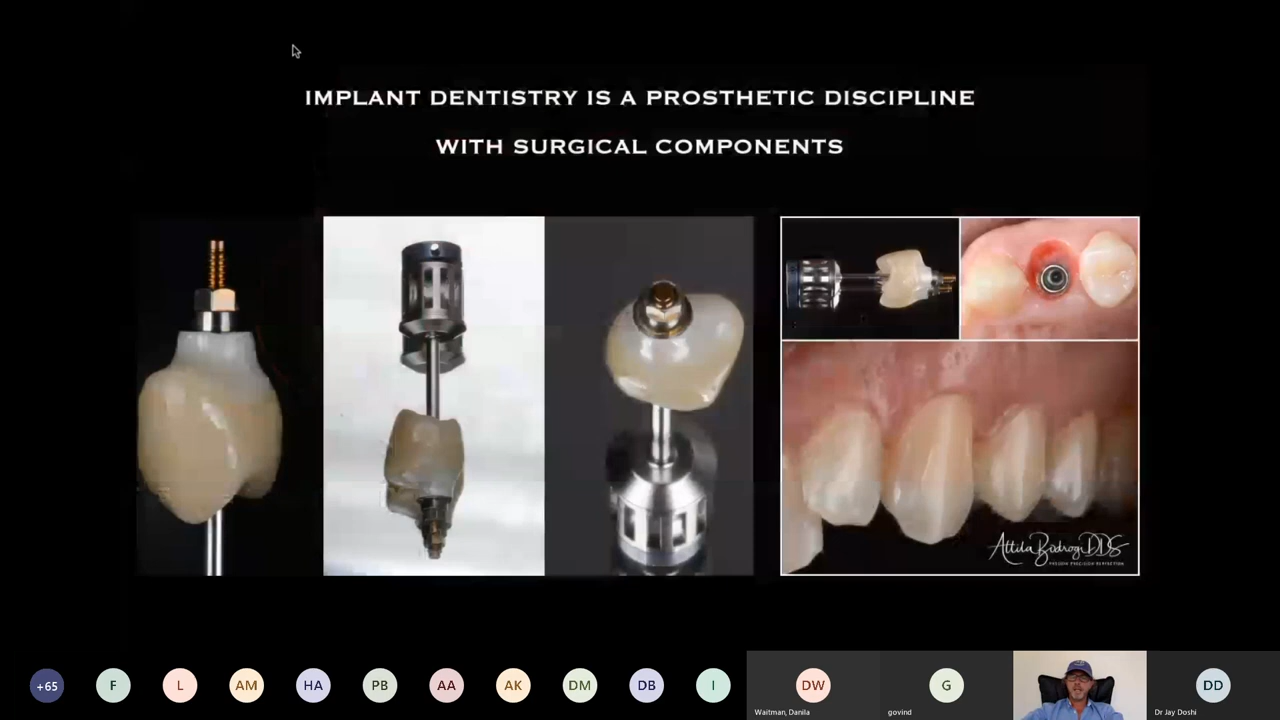 IMPLANT DENTISTRY IS A PROSTHETIC DISCIPLINE
WITH SURGICAL COMPONENTS
Attila Bodrogi DDS
+65
F
L
AM
HA
PB
AA
AK
DM
DB
I
DW
G
DD
Waitman, Danila
govind
Dr Jay Doshi